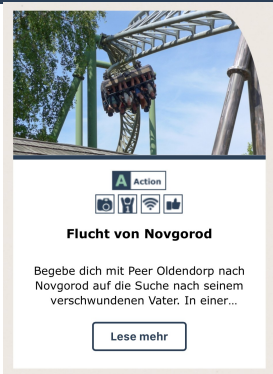 A Action
Flucht von Novgorod
Begebe dich mit Peer Oldendorp nach
Novgorod auf die Suche nach seinem
verschwundenen Vater. In einer...
Lese mehr